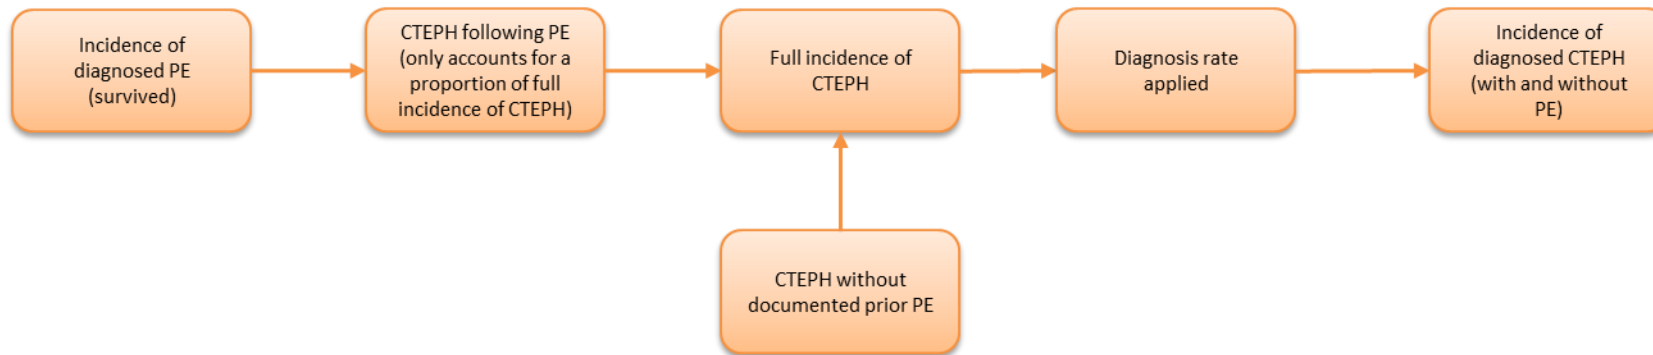 Incidence of
diagnosed PE
(survived)
CTEPH following PE
(only accounts for a
proportion of full
incidence of CTEPH)
Full incidence of
CTEPH
Diagnosis rate
applied
Incidence of
diagnosed CTEPH
(with and without
PE)
CTEPH without
documented prior PE